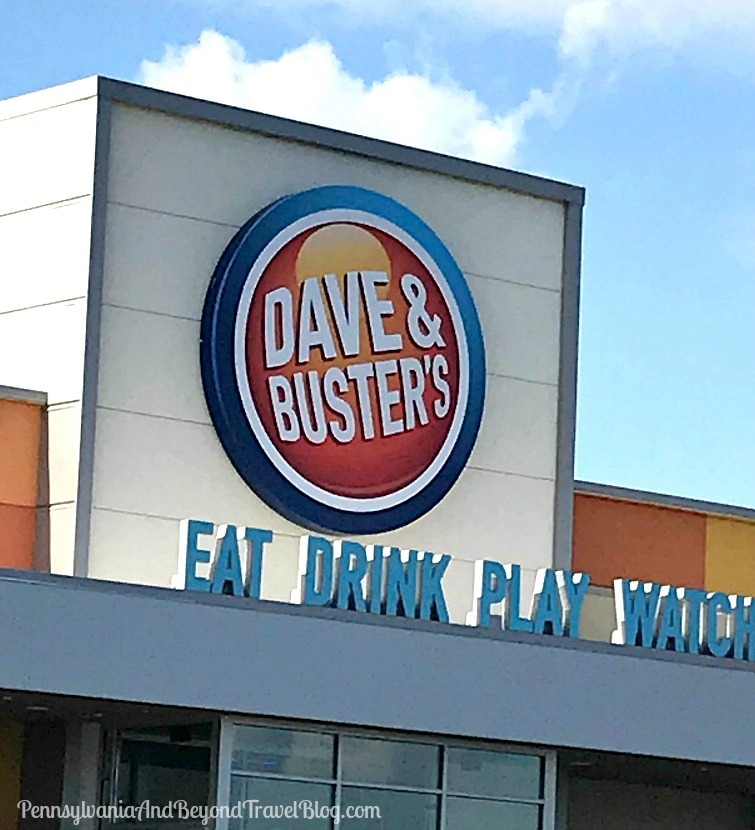 DAVE &
BUSTER'S
EAT DRINK PLAY WATCH
PennsylvaniaAndBeyondTravelBlog.com